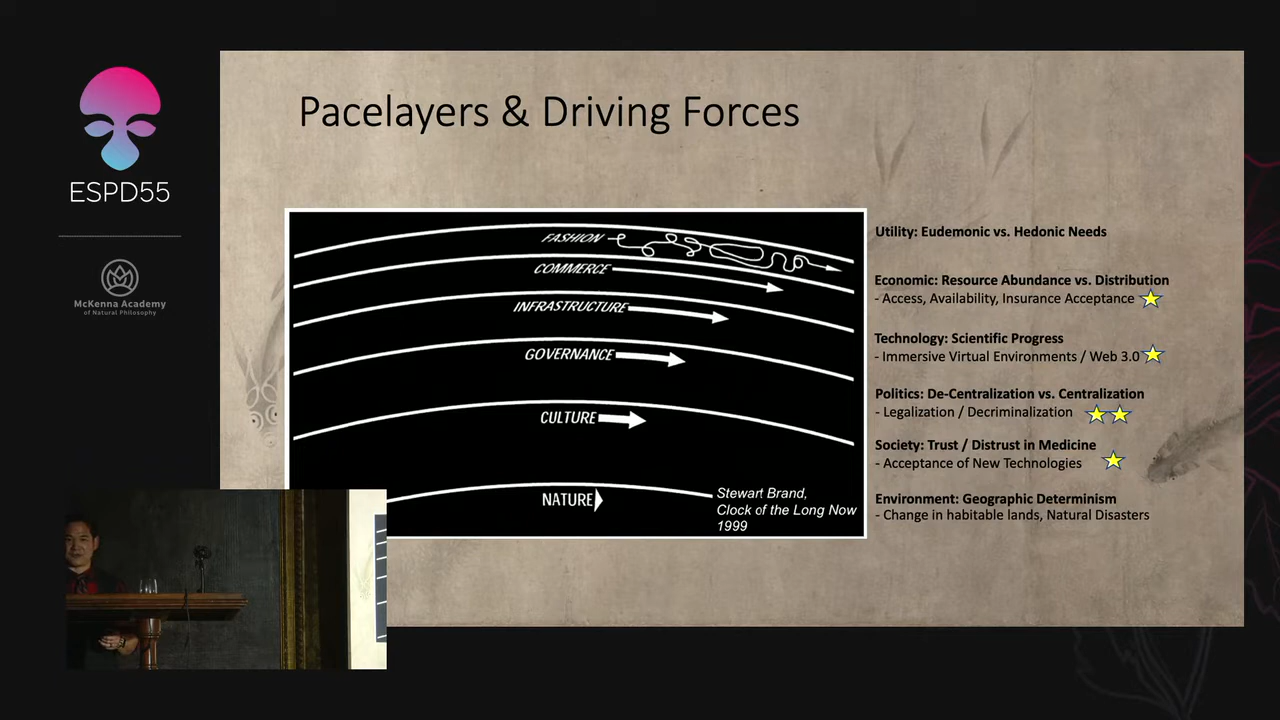 ESPD55
McKenna Academy
of Natural Philosophy
Pacelayers & Driving Forces
FASHION
COMMERCE
INFRASTRUCTURE
GOVERNANCE
CULTURE
NATURE
Stewart Brand,
Clock of the Long Now
1999
Utility: Eudemonic vs. Hedonic Needs
Economic: Resource Abundance vs. Distribution
- Access, Availability, Insurance Acceptance
Technology: Scientific Progress
- Immersive Virtual Environments / Web 3.0
Politics: De-Centralization vs. Centralization
- Legalization / Decriminalization
Society: Trust / Distrust in Medicine
- Acceptance of New Technologies
Environment: Geographic Determinism
- Change in habitable lands, Natural Disasters